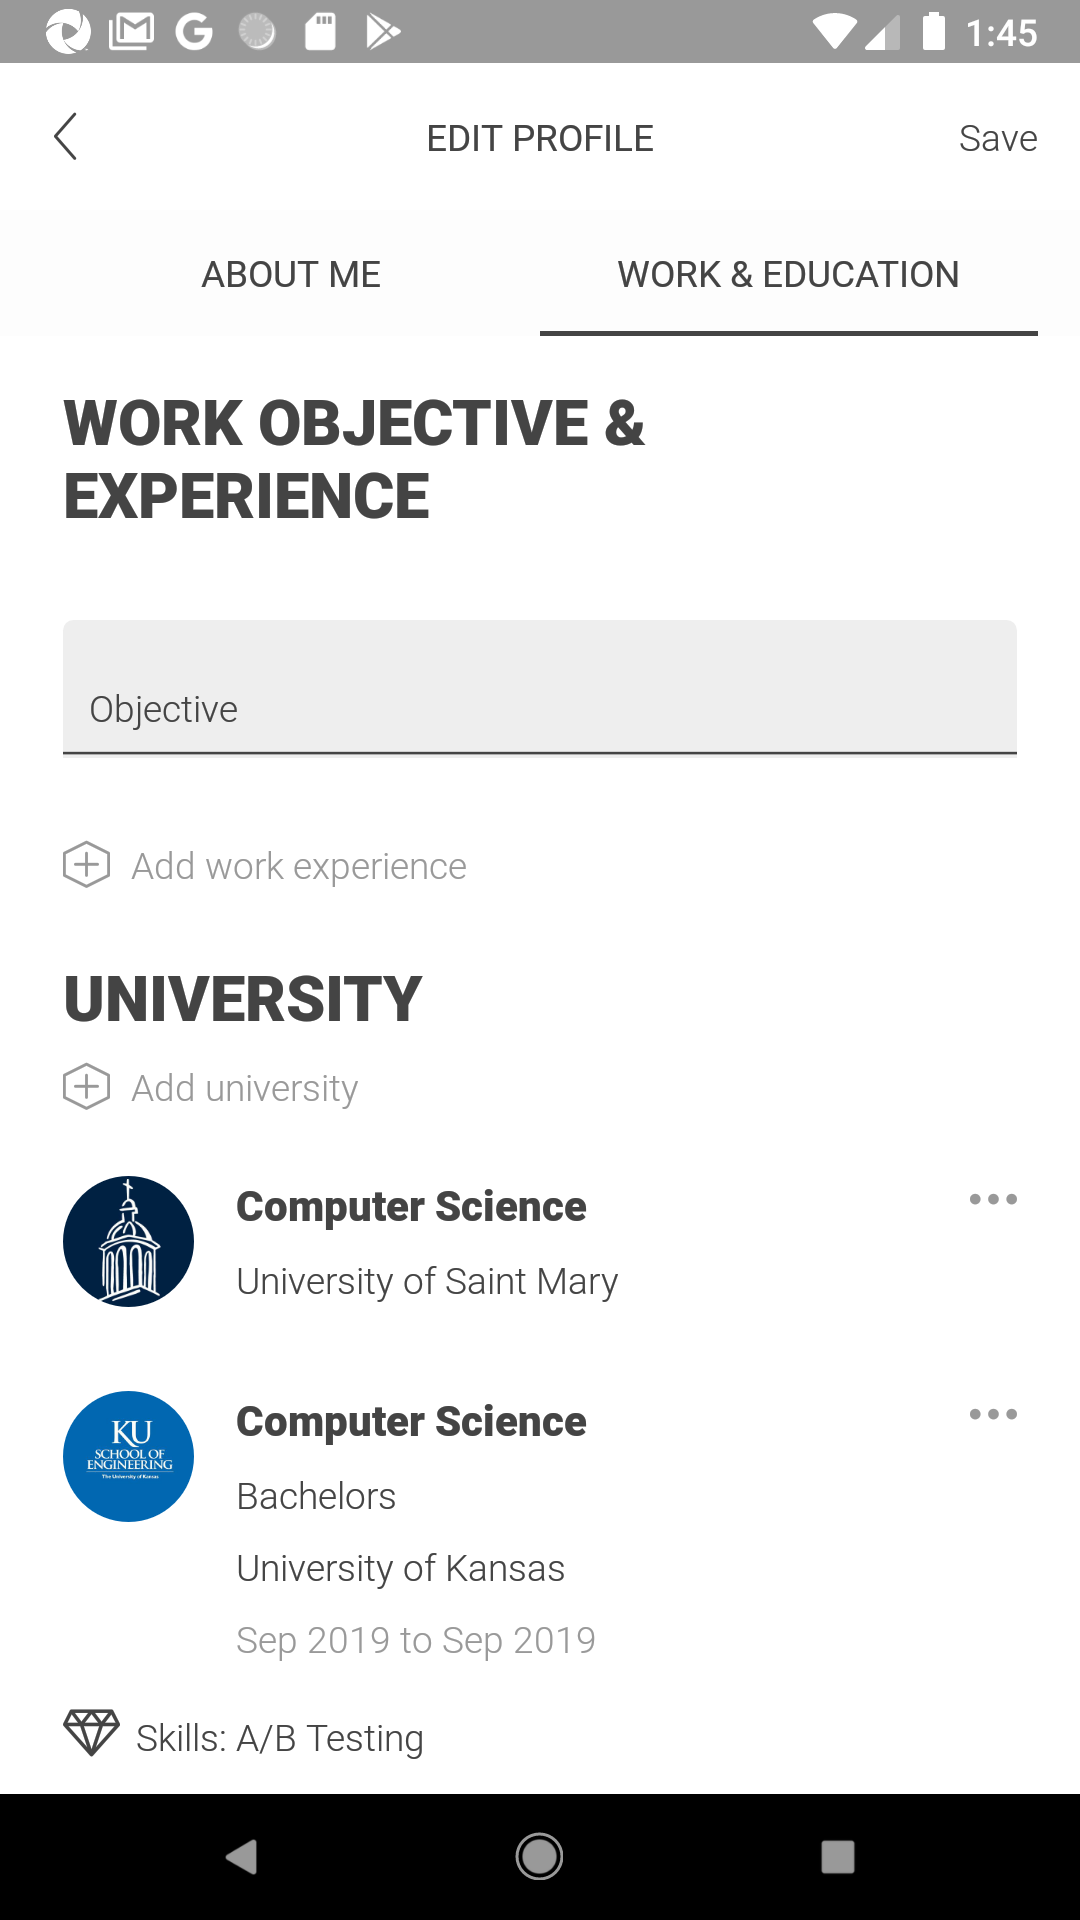 1:45
EDIT PROFILE
Save
ABOUT ME
WORK & EDUCATION
WORK OBJECTIVE &
EXPERIENCE
Objective
Add work experience
UNIVERSITY
Add university
Computer Science
University of Saint Mary
KU
SCHOOL OF
ENGINEERING
The University of Kansas
Computer Science
Bachelors
University of Kansas
Sep 2019 to Sep 2019
Skills: A/B Testing